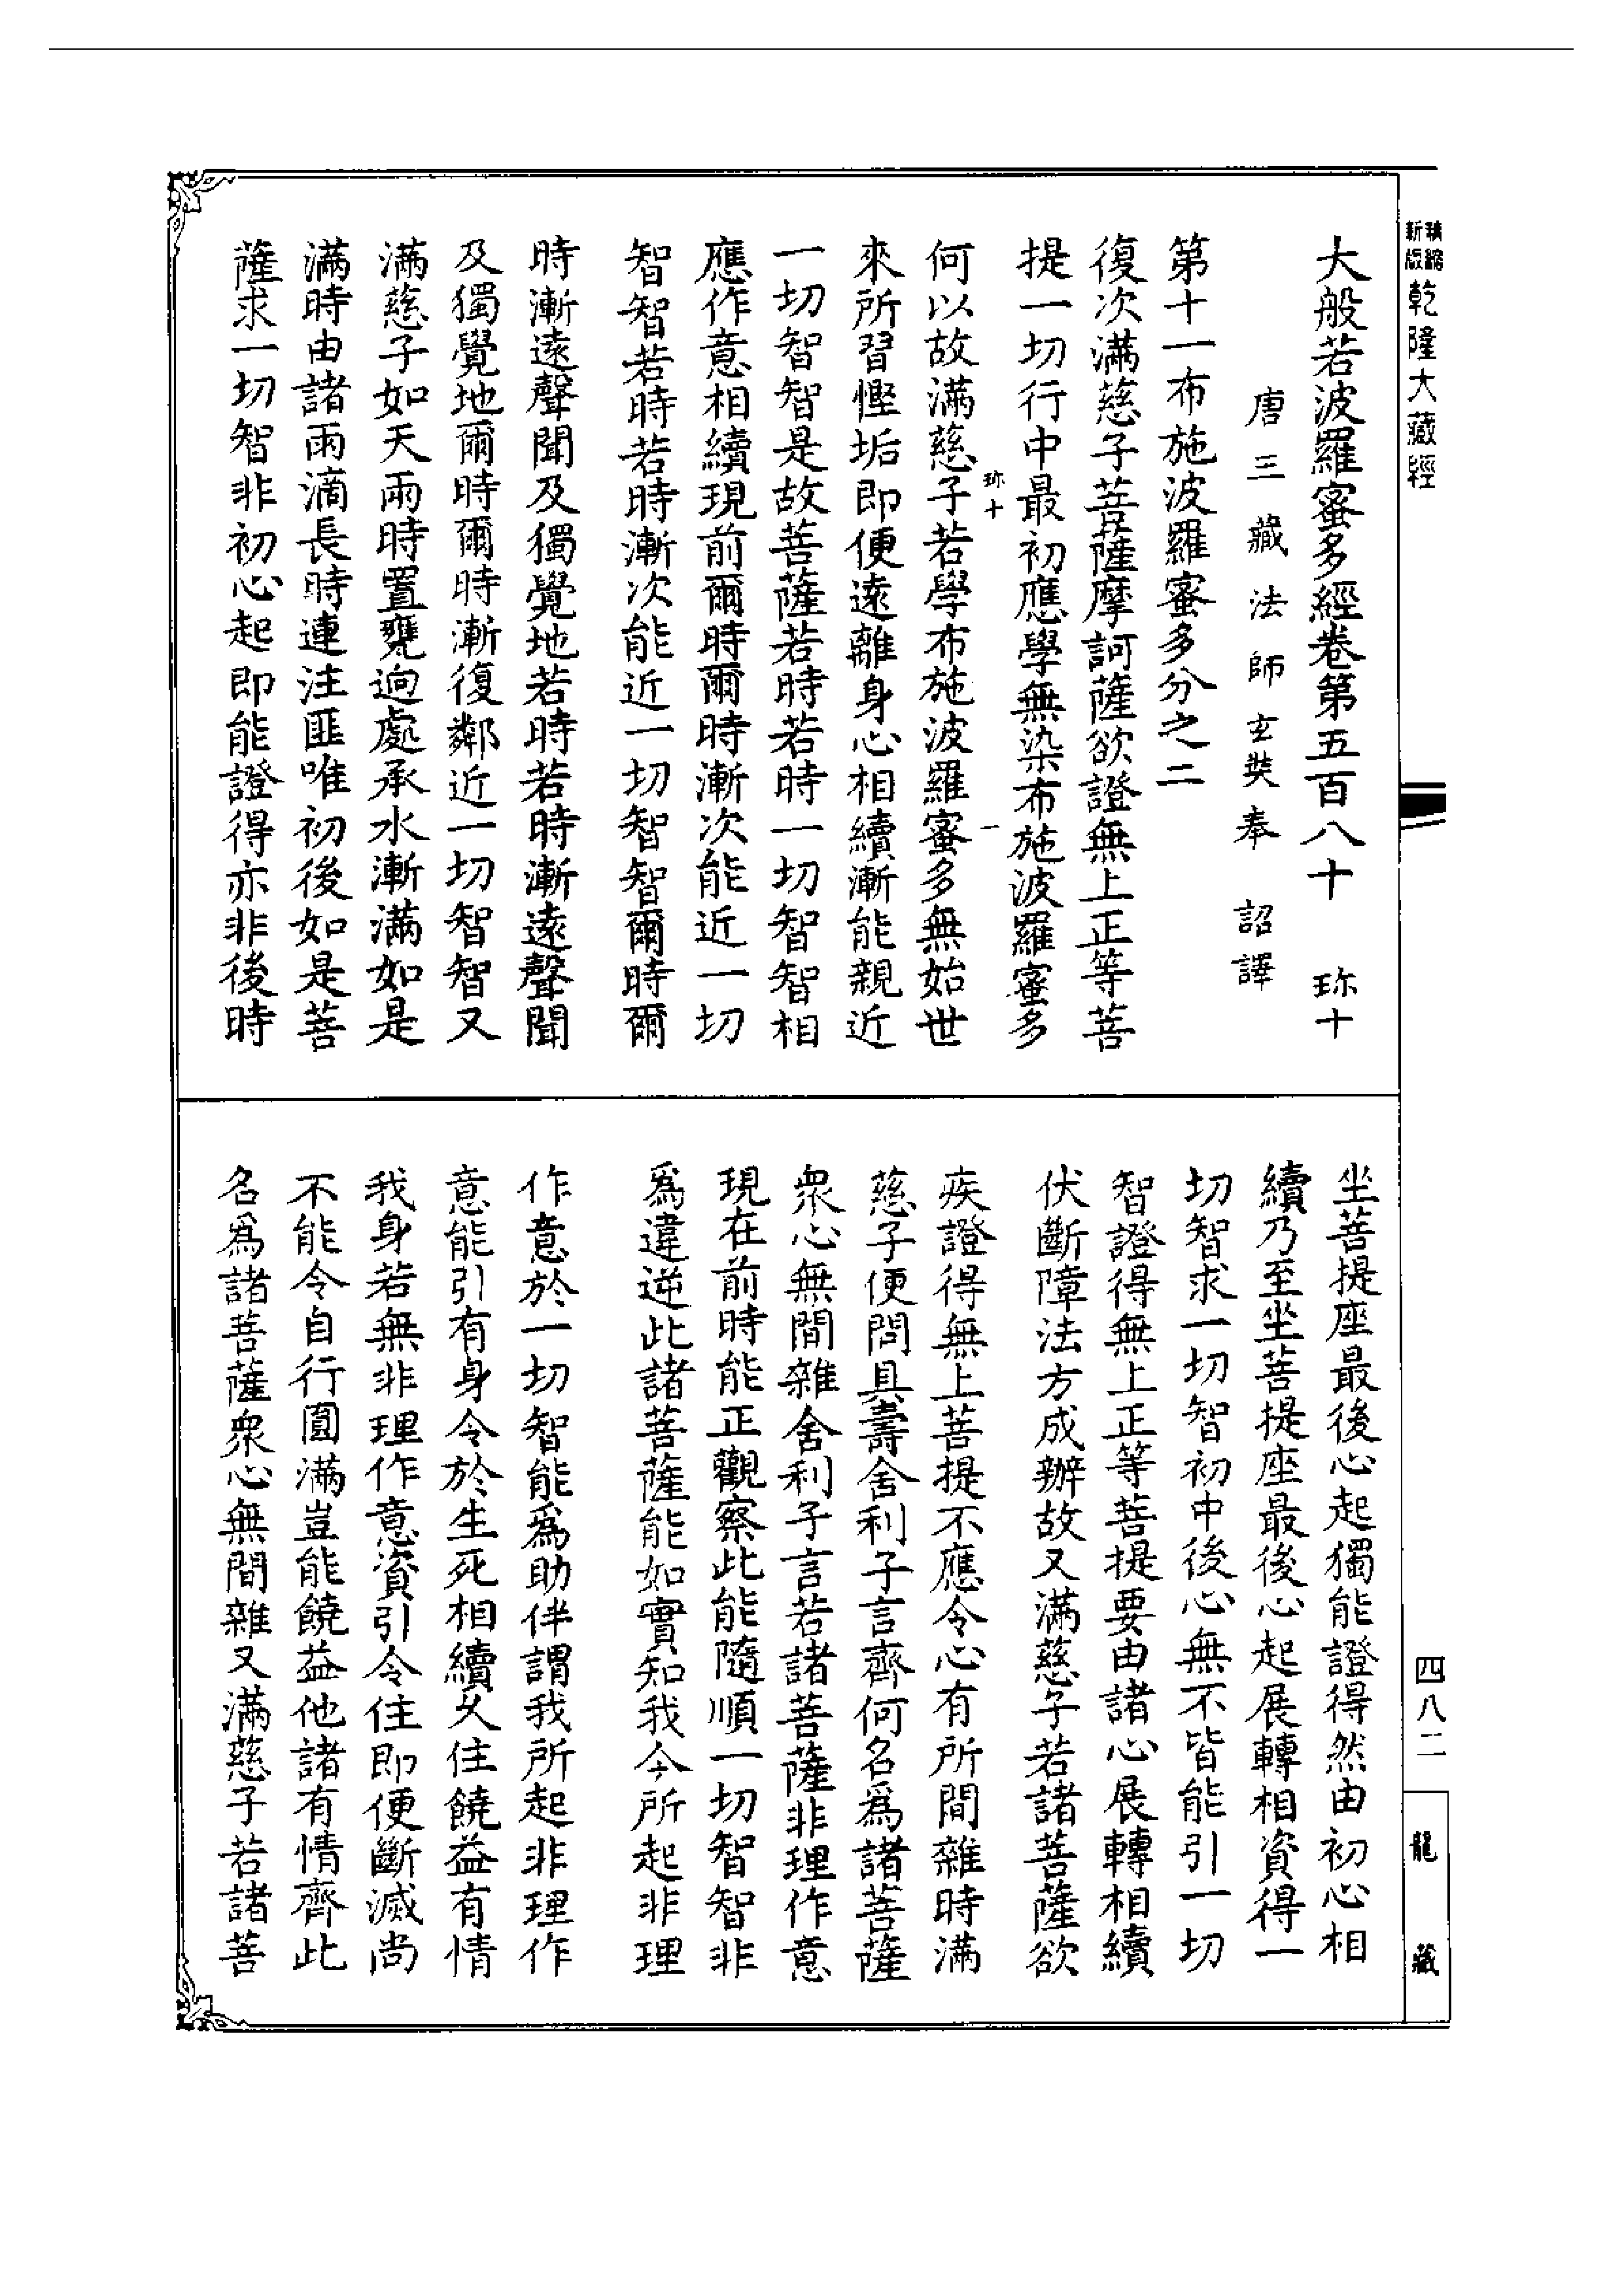 新編縮版乾隆大藏經
大般若波羅蜜多經卷第五百八十　珎十
唐三藏法師玄奘奉　詔譯
第十一布施波羅蜜多分之二
復次滿慈子菩薩摩訶薩欲證無上正等菩
提一切行中最初應學無染布施波羅蜜多
珎十　一
何以故滿慈子若學布施波羅蜜多無始世
來所習慳垢即便遠離身心相續漸能親近
一切智智是故菩薩若時若時一切智智相
應作意相續現前爾時爾時漸次能近一切
智智若時若時漸次能近一切智智爾時爾
時漸遠聲聞及獨覺地若時若時漸遠聲聞
及獨覺地爾時爾時漸復鄰近一切智智又
滿慈子如天雨時置甕迥處承水漸滿如是
滿時由諸雨滴長時連注匪唯初後如是菩
薩求一切智非初心起即能證得亦非後時
坐菩提座最後心起獨能證得然由初心相
續乃至坐菩提座最後心起展轉相資得一
切智智求一切智初中後心無不皆能引一切
智證得無上正等菩提要由諸心展轉相續
伏斷障法方成辦故又滿慈子若諸菩薩欲
疾證得無上菩提不應令心有所間雜時滿
慈子便問具壽舍利子言齊何名爲諸菩薩
衆心無間雜舍利子言若諸菩薩非理作意
現在前時能正觀察此能隨順一切智智非
爲違逆此諸菩薩能如實知我今所起非理
作意於一切智能爲助伴謂我所起非理作
意能引有身令於生死相續久住饒益有情
我身若無非理作意資引令住即便斷滅尚
不能令自行圓滿豈能饒益他諸有情齊此
名爲諸菩薩衆心無間雜又滿慈子若諸菩
四八二
龍藏